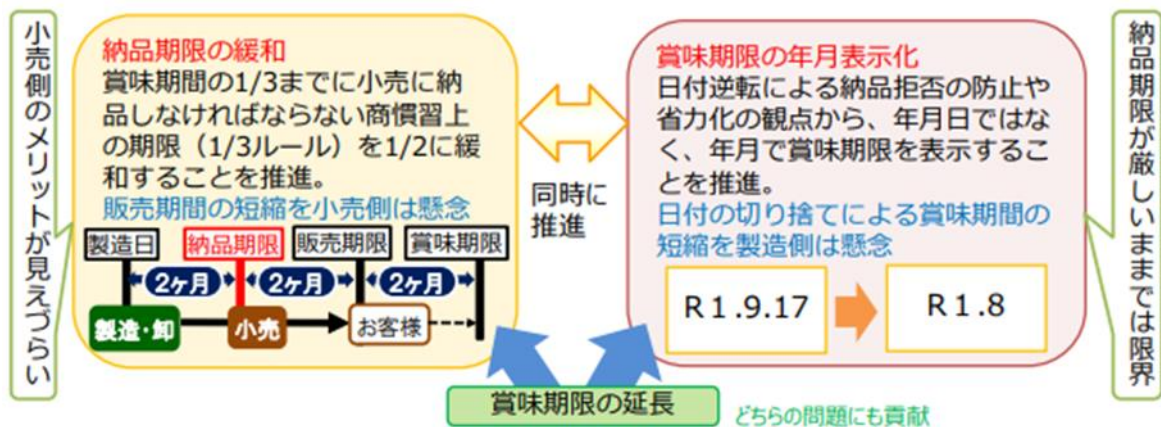 小売側のメリットが見えづらい
納品期限の緩和
賞味期間の1/3までに小売に納
品しなければならない商慣習上
の期限（1/3ルール）を1/2に緩
和することを推進。
販売期間の短縮を小売側は懸念
製造日 納品期限 販売期限 賞味期限
2ヶ月 2ヶ月 2ヶ月
製造・卸 小売 お客様
同時に
推進
賞味期限の年月表示化
日付逆転による納品拒否の防止や
省力化の観点から、年月日ではな
く、年月で賞味期限を表示するこ
とを推進。
日付の切り捨てによる賞味期間の
短縮を製造側は懸念
R1.9.17 R1.8
納品期限が厳しいままでは限界
賞味期限の延長
どちらの問題にも貢献